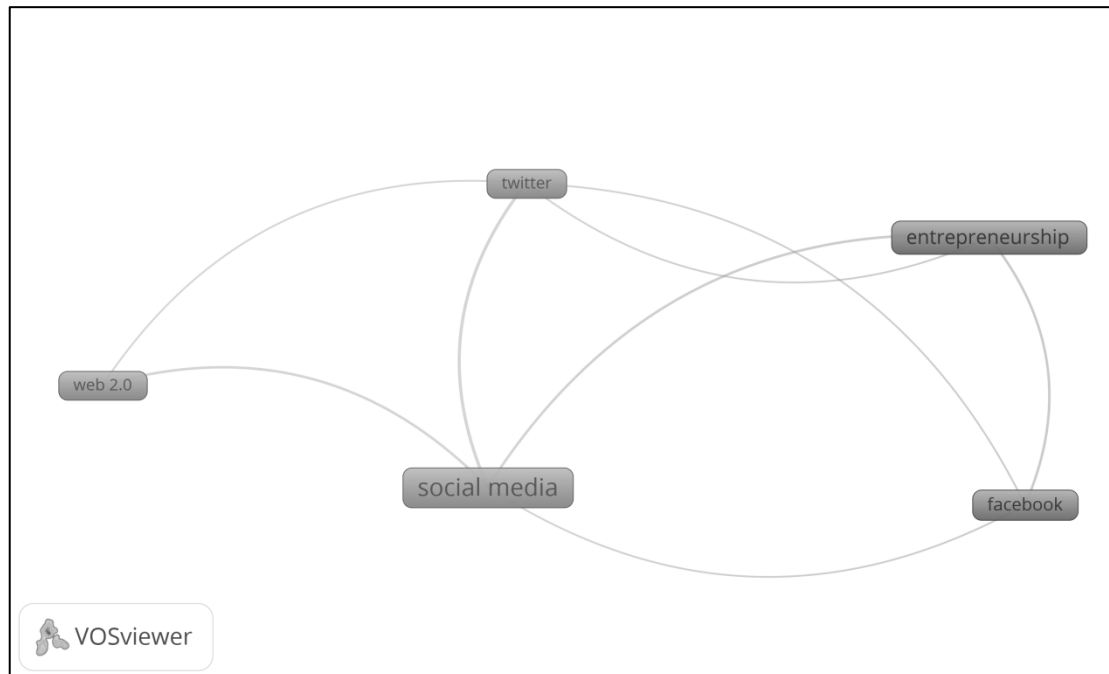 twitter
entrepreneurship
web 2.0
social media
facebook
VOSviewer